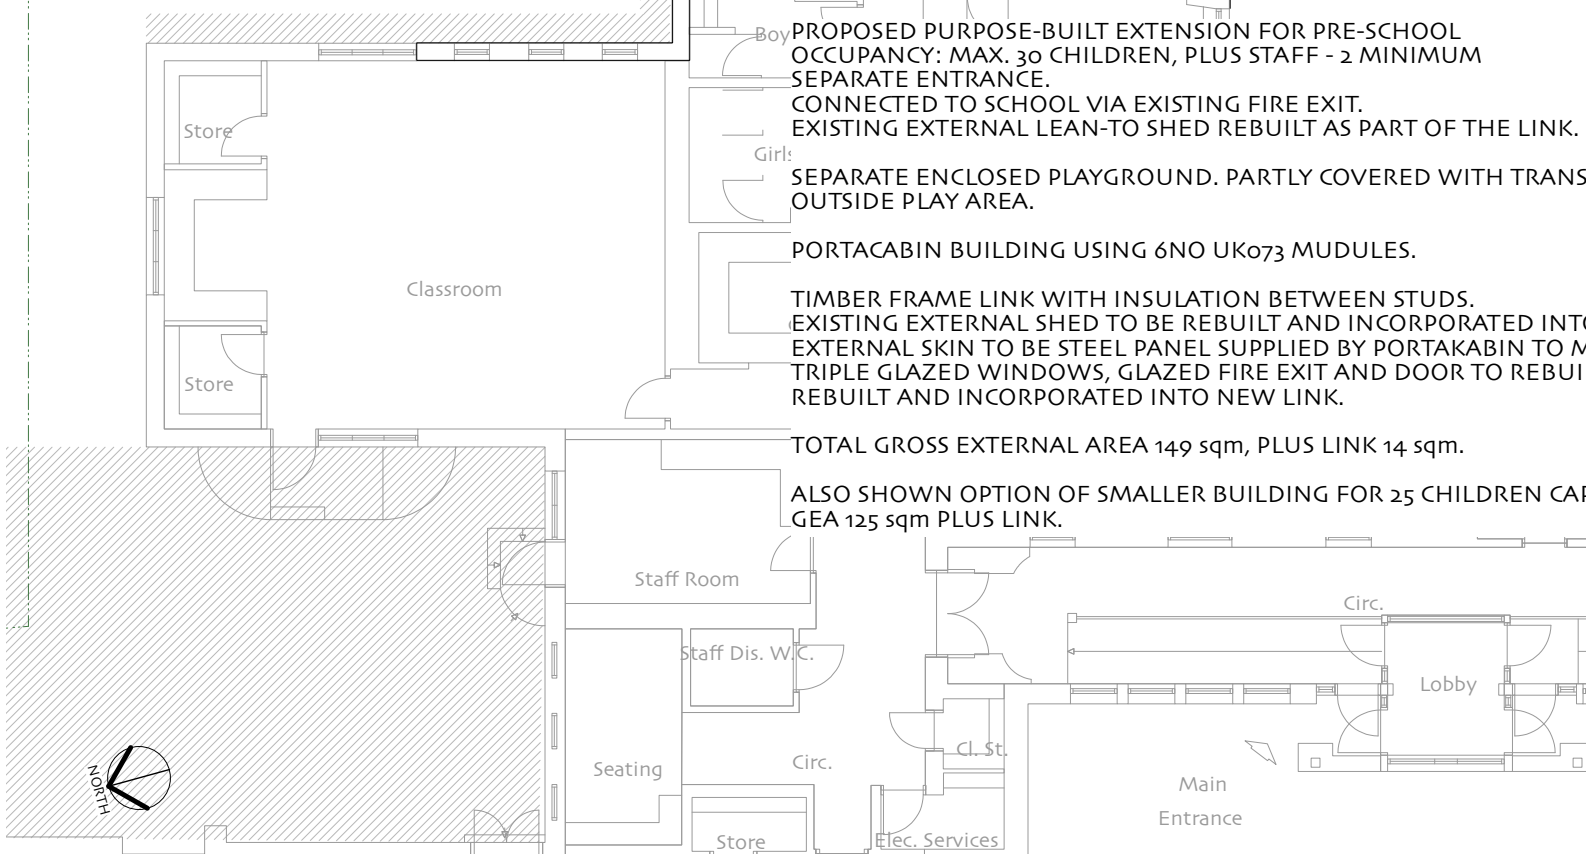 PROPOSED PURPOSE-BUILT EXTENSION FOR PRE-SCHOOL
OCCUPANCY: MAX. 30 CHILDREN, PLUS STAFF - 2 MINIMUM
SEPARATE ENTRANCE.
CONNECTED TO SCHOOL VIA EXISTING FIRE EXIT.
EXISTING EXTERNAL LEAN-TO SHED REBUILT AS PART OF THE LINK.
SEPARATE ENCLOSED PLAYGROUND. PARTLY COVERED WITH TRANS
OUTSIDE PLAY AREA.
PORTACABIN BUILDING USING 6NO UK073 MUDULES.
TIMBER FRAME LINK WITH INSULATION BETWEEN STUDS.
EXISTING EXTERNAL SHED TO BE REBUILT AND INCORPORATED INTO
EXTERNAL SKIN TO BE STEEL PANEL SUPPLIED BY PORTAKABIN TO M
TRIPLE GLAZED WINDOWS, GLAZED FIRE EXIT AND DOOR TO REBUI
REBUILT AND INCORPORATED INTO NEW LINK.
TOTAL GROSS EXTERNAL AREA 149 sqm, PLUS LINK 14 sqm.
ALSO SHOWN OPTION OF SMALLER BUILDING FOR 25 CHILDREN CAP
GEA 125 sqm PLUS LINK.
Boy
Store
Girls
Classroom
Store
Staff Room
Circ.
Staff Dis. W.C.
Lobby
Cl. St.
Seating
Circ.
Main
Entrance
NORTH
Store
Elec. Services